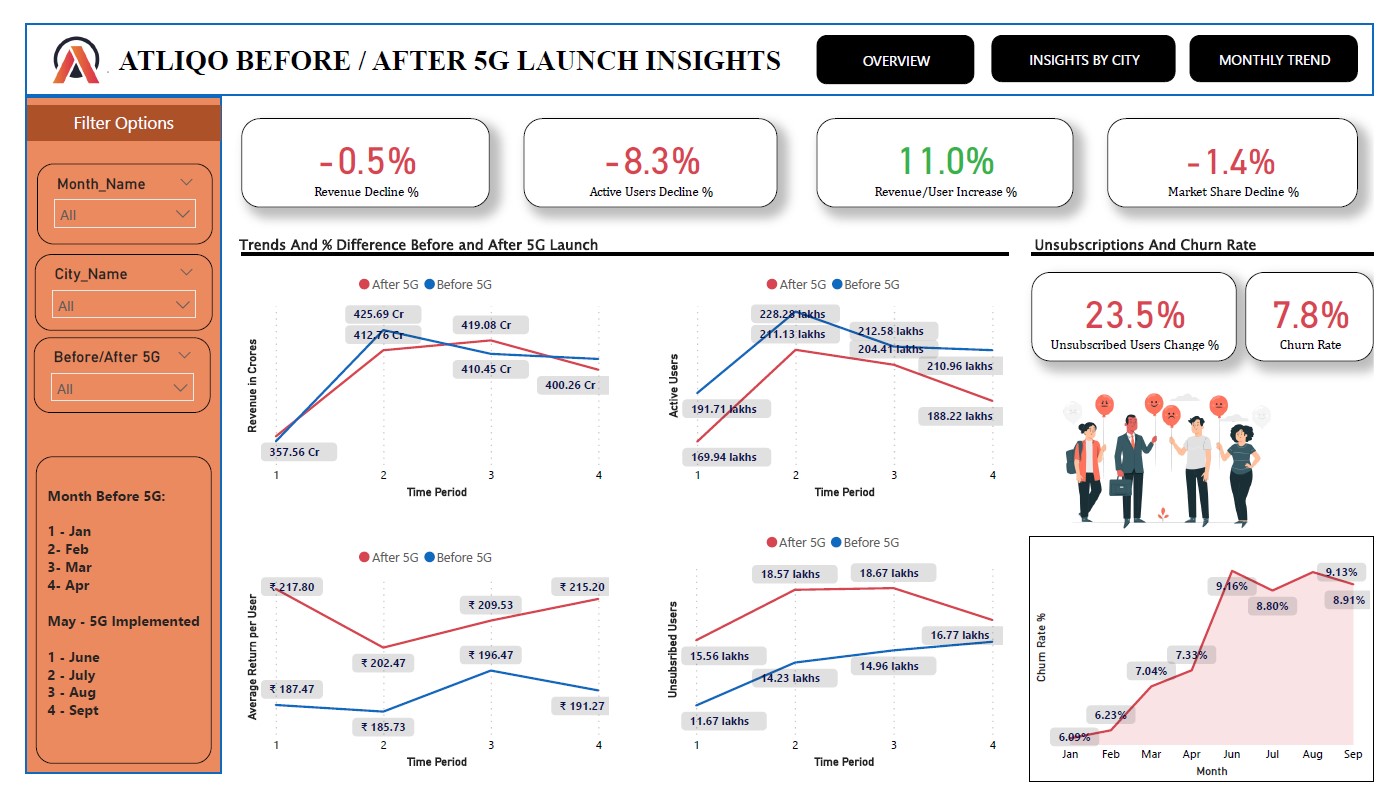 ATLIQO BEFORE / AFTER 5G LAUNCH INSIGHTS
OVERVIEW
INSIGHTS BY CITY
MONTHLY TREND
Filter Options
Month_Name
All
City_Name
All
Before/After 5G
All
Month Before 5G:
1 - Jan
2- Feb
3- Mar
4- Apr
May - 5G Implemented
1 - June
2 - July
3 - Aug
4 - Sept
-0.5%
Revenue Decline %
-8.3%
Active Users Decline %
11.0%
Revenue/User Increase %
-1.4%
Market Share Decline %
Trends And % Difference Before and After 5G Launch
After 5G Before 5G
Revenue in Crores
425.69 Cr
412.76 Cr
419.08 Cr
410.45 Cr
400.26 Cr
357.56 Cr
1 2 3 4
Time Period
After 5G Before 5G
Active Users
228.28 lakhs
211.13 lakhs
212.58 lakhs
204.41 lakhs
210.96 lakhs
191.71 lakhs
188.22 lakhs
169.94 lakhs
1 2 3 4
Time Period
After 5G Before 5G
Average Return per User
₹ 217.80
₹ 215.20
₹ 209.53
₹ 202.47
₹ 196.47
₹ 187.47
₹ 191.27
₹ 185.73
1 2 3 4
Time Period
After 5G Before 5G
Unsubsribed Users
18.57 lakhs
18.67 lakhs
16.77 lakhs
15.56 lakhs
14.23 lakhs
14.96 lakhs
11.67 lakhs
1 2 3 4
Time Period
Unsubscriptions And Churn Rate
23.5%
Unsubscribed Users Change %
7.8%
Churn Rate
Churn Rate %
9.13%
9.16%
8.91%
8.80%
7.33%
7.04%
6.23%
6.09%
Jan Feb Mar Apr Jun Jul Aug Sep
Month